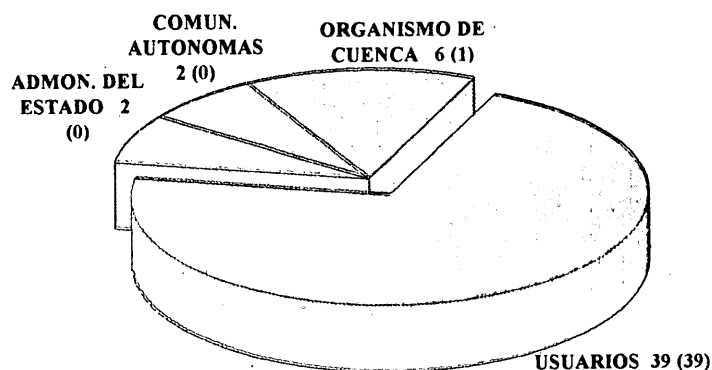 COMUN.
AUTONOMAS
2 (0)
ORGANISMO DE
CUENCA 6 (1)
ADMON. DEL
ESTADO 2
(0)
USUARIOS 39 (39)